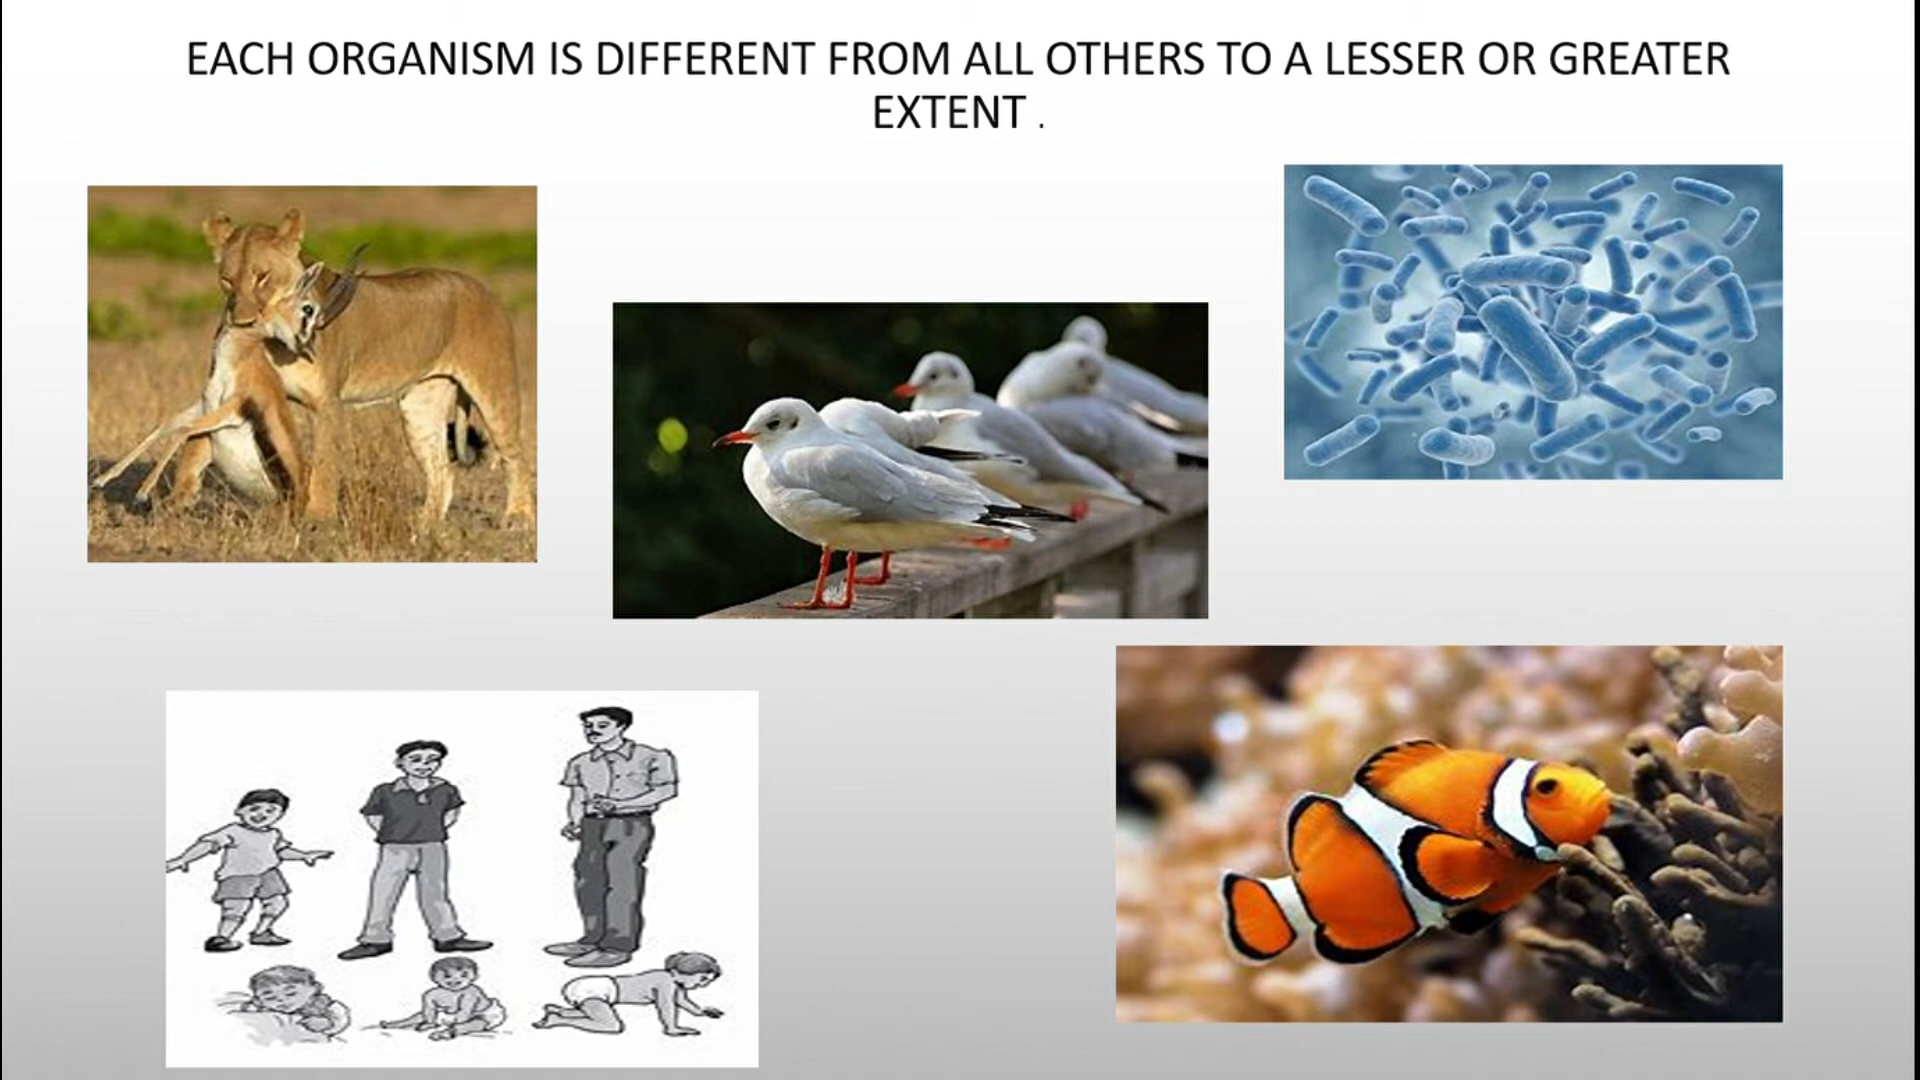 EACH ORGANISM IS DIFFERENT FROM ALL OTHERS TO A LESSER OR GREATER
EXTENT .